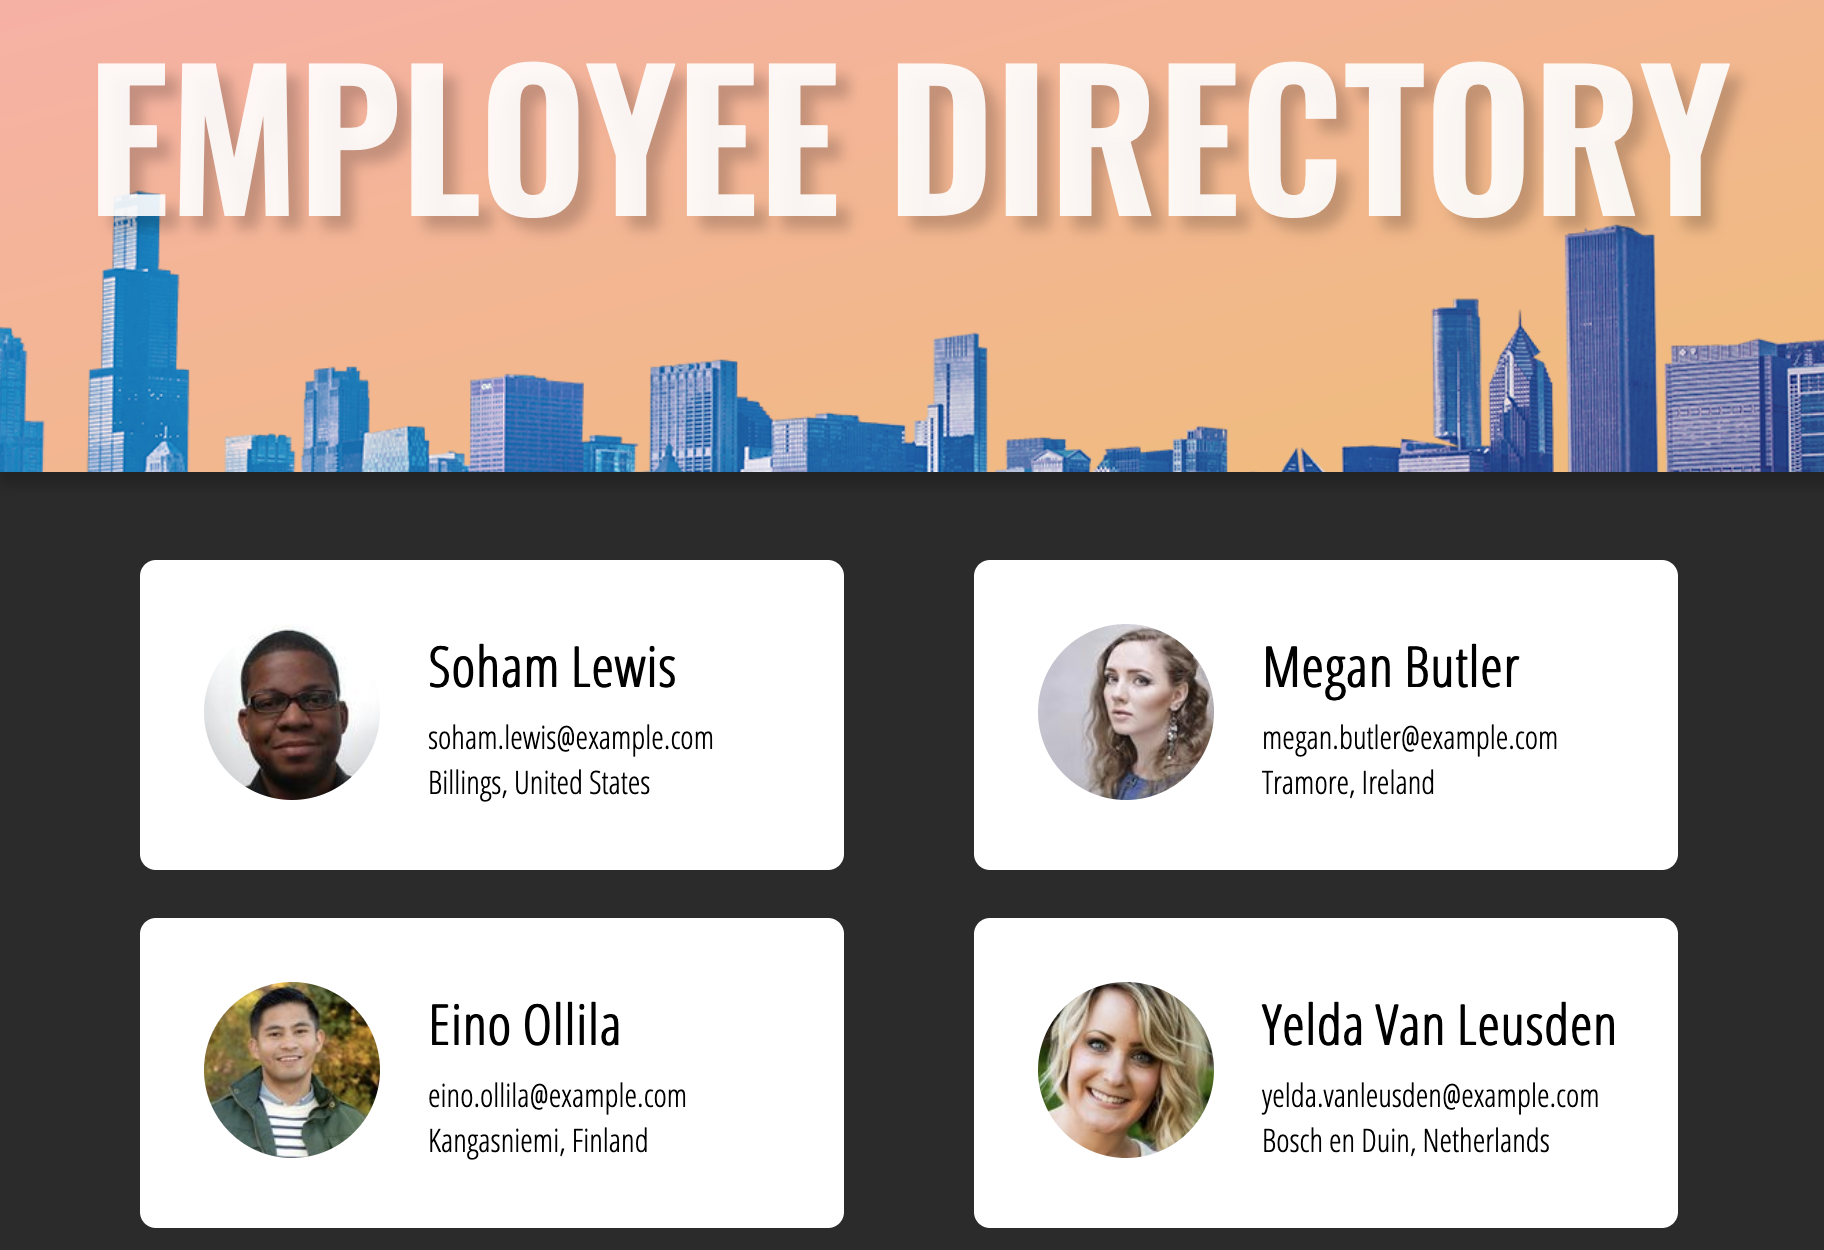 EMPLOYEE DIRECTORY
Soham Lewis
soham.lewis@example.com
Billings, United States
Megan Butler
megan.butler@example.com
Tramore, Ireland
Eino Ollila
eino.ollila@example.com
Kangasniemi, Finland
Yelda Van Leusden
yelda.vanleusden@example.com
Bosch en Duin, Netherlands